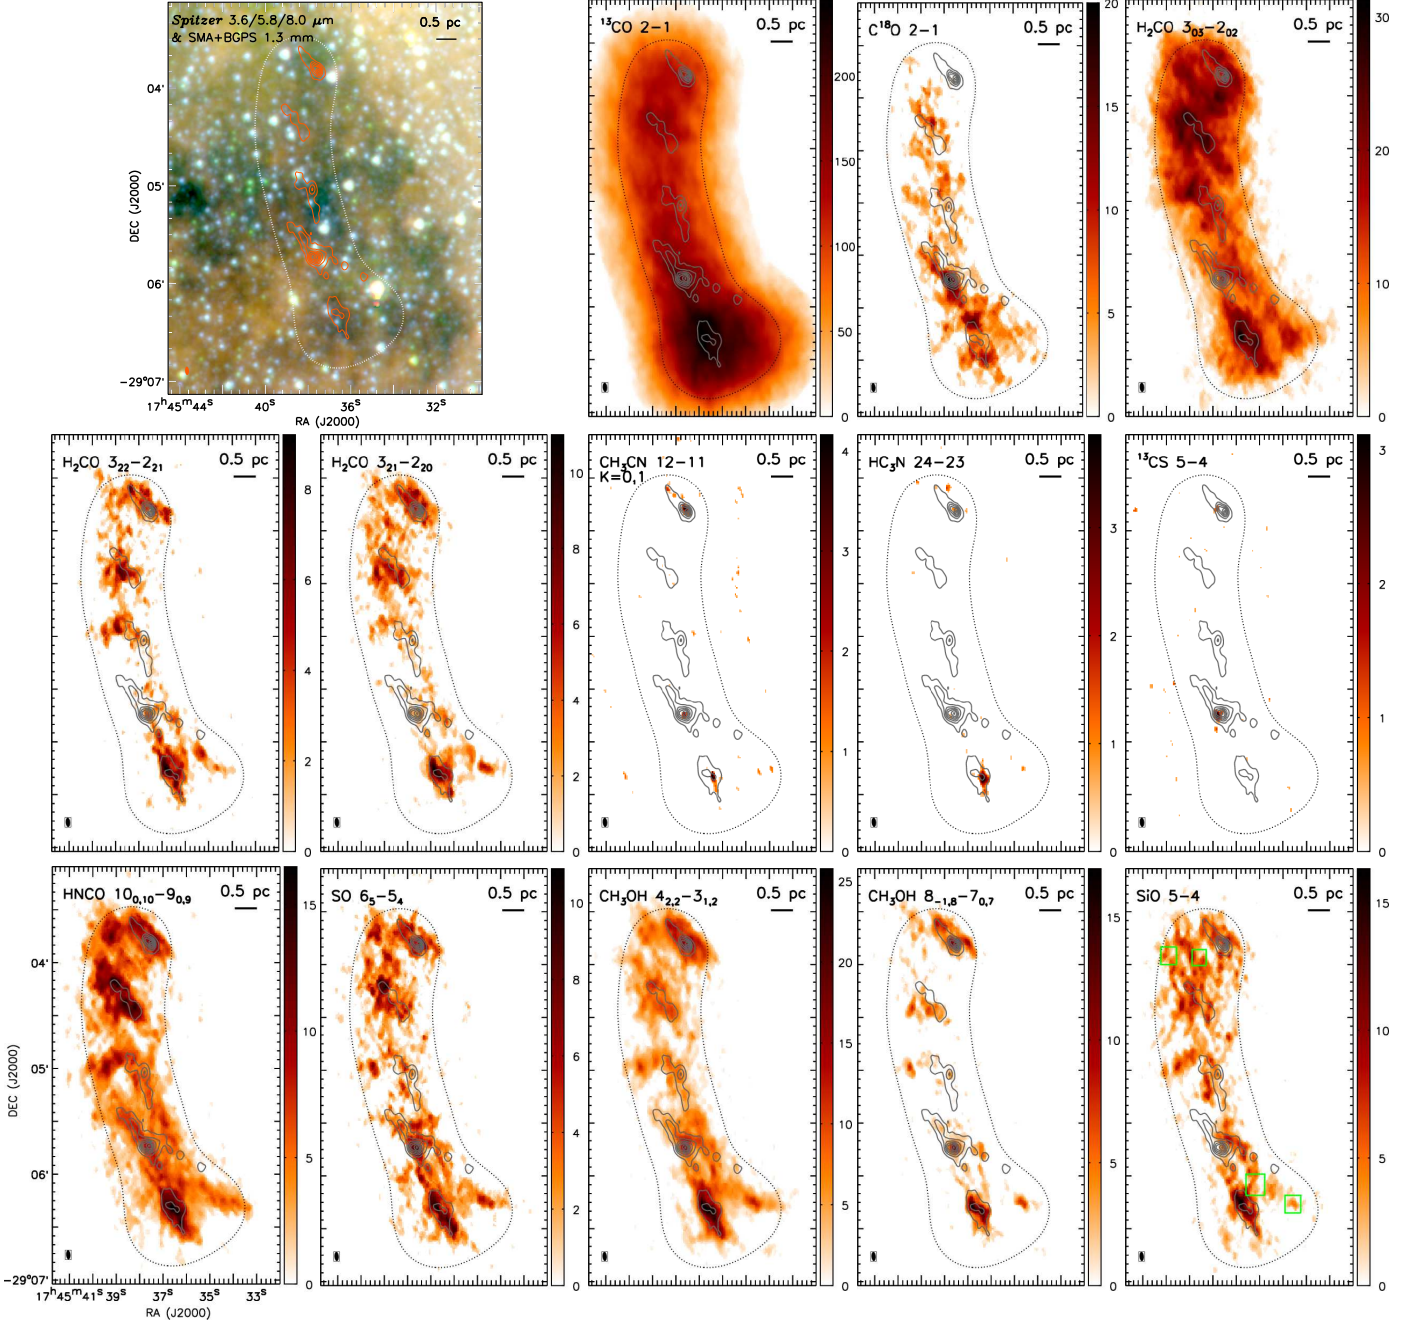 Spitzer 3.6/5.8/8.0 μm
& SMA+BGPS 1.3 mm
0.5 pc
04'
05'
06'
−29°07'
DEC (J2000)
17ʰ45ᵐ44ˢ 40ˢ 36ˢ 32ˢ
RA (J2000)
¹³CO 2−1
0.5 pc
200
150
100
50
0
C¹⁸O 2−1
0.5 pc
20
15
10
5
0
H₂CO 3₀₃−2₀₂
0.5 pc
30
20
10
0
H₂CO 3₂₂−2₂₁
0.5 pc
8
6
4
2
0
H₂CO 3₂₁−2₂₀
0.5 pc
10
8
6
4
2
0
CH₃CN 12−11
K=0,1
0.5 pc
4
3
2
1
0
HC₃N 24−23
0.5 pc
3
2
1
0
¹³CS 5−4
0.5 pc
3
2
1
0
HNCO 10₀,₁₀−9₀,₉
0.5 pc
15
10
5
0
04'
05'
06'
−29°07'
DEC (J2000)
17ʰ45ᵐ41ˢ 39ˢ 37ˢ 35ˢ 33ˢ
RA (J2000)
SO 6₅−5₄
0.5 pc
10
8
6
4
2
0
CH₃OH 4₂,₂−3₁,₂
0.5 pc
25
20
15
10
5
0
CH₃OH 8₋₁,₈−7₀,₇
0.5 pc
15
10
5
0
SiO 5−4
0.5 pc
15
10
5
0